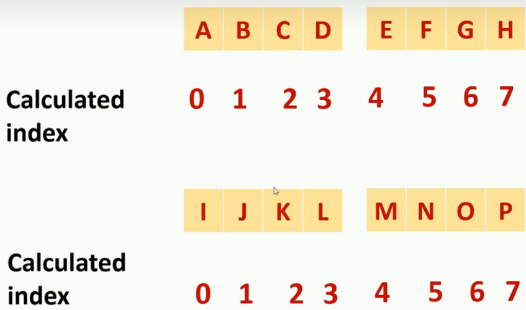 A B C D E F G H
Calculated 0 1 2 3 4 5 6 7
index
I J K L M N O P
Calculated
index 0 1 2 3 4 5 6 7